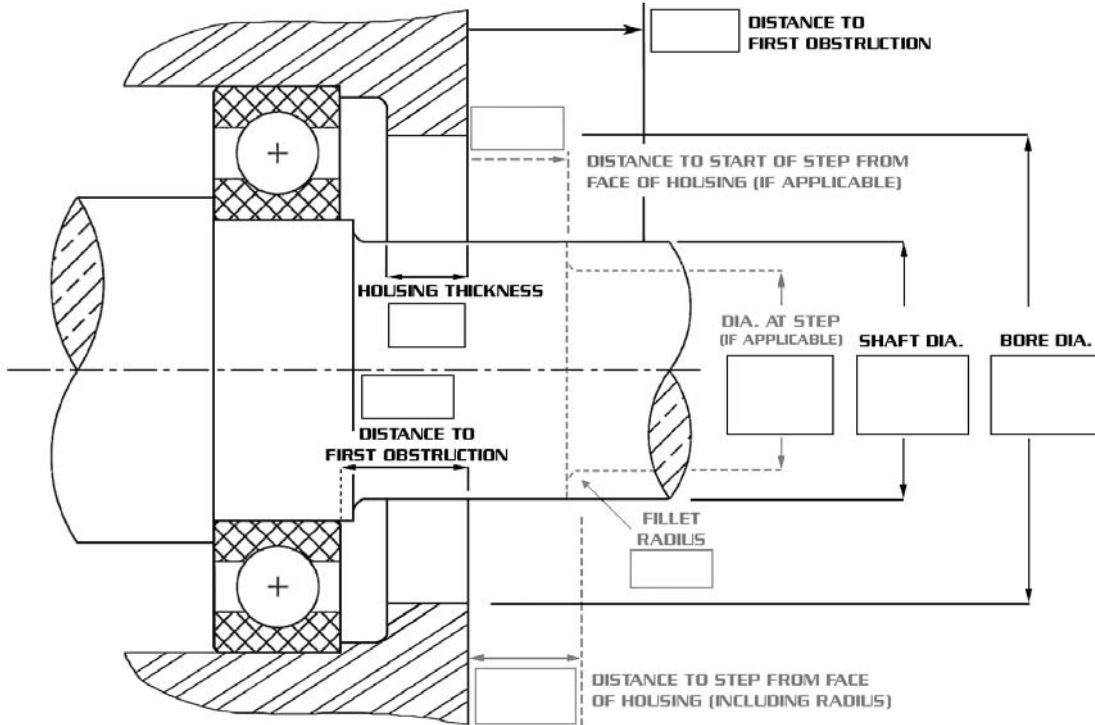 DISTANCE TO
FIRST OBSTRUCTION
DISTANCE TO START OF STEP FROM
FACE OF HOUSING (IF APPLICABLE)
HOUSING THICKNESS
DIA. AT STEP
(IF APPLICABLE)
SHAFT DIA.
BORE DIA.
DISTANCE TO
FIRST OBSTRUCTION
FILLET
RADIUS
DISTANCE TO STEP FROM FACE
OF HOUSING (INCLUDING RADIUS)